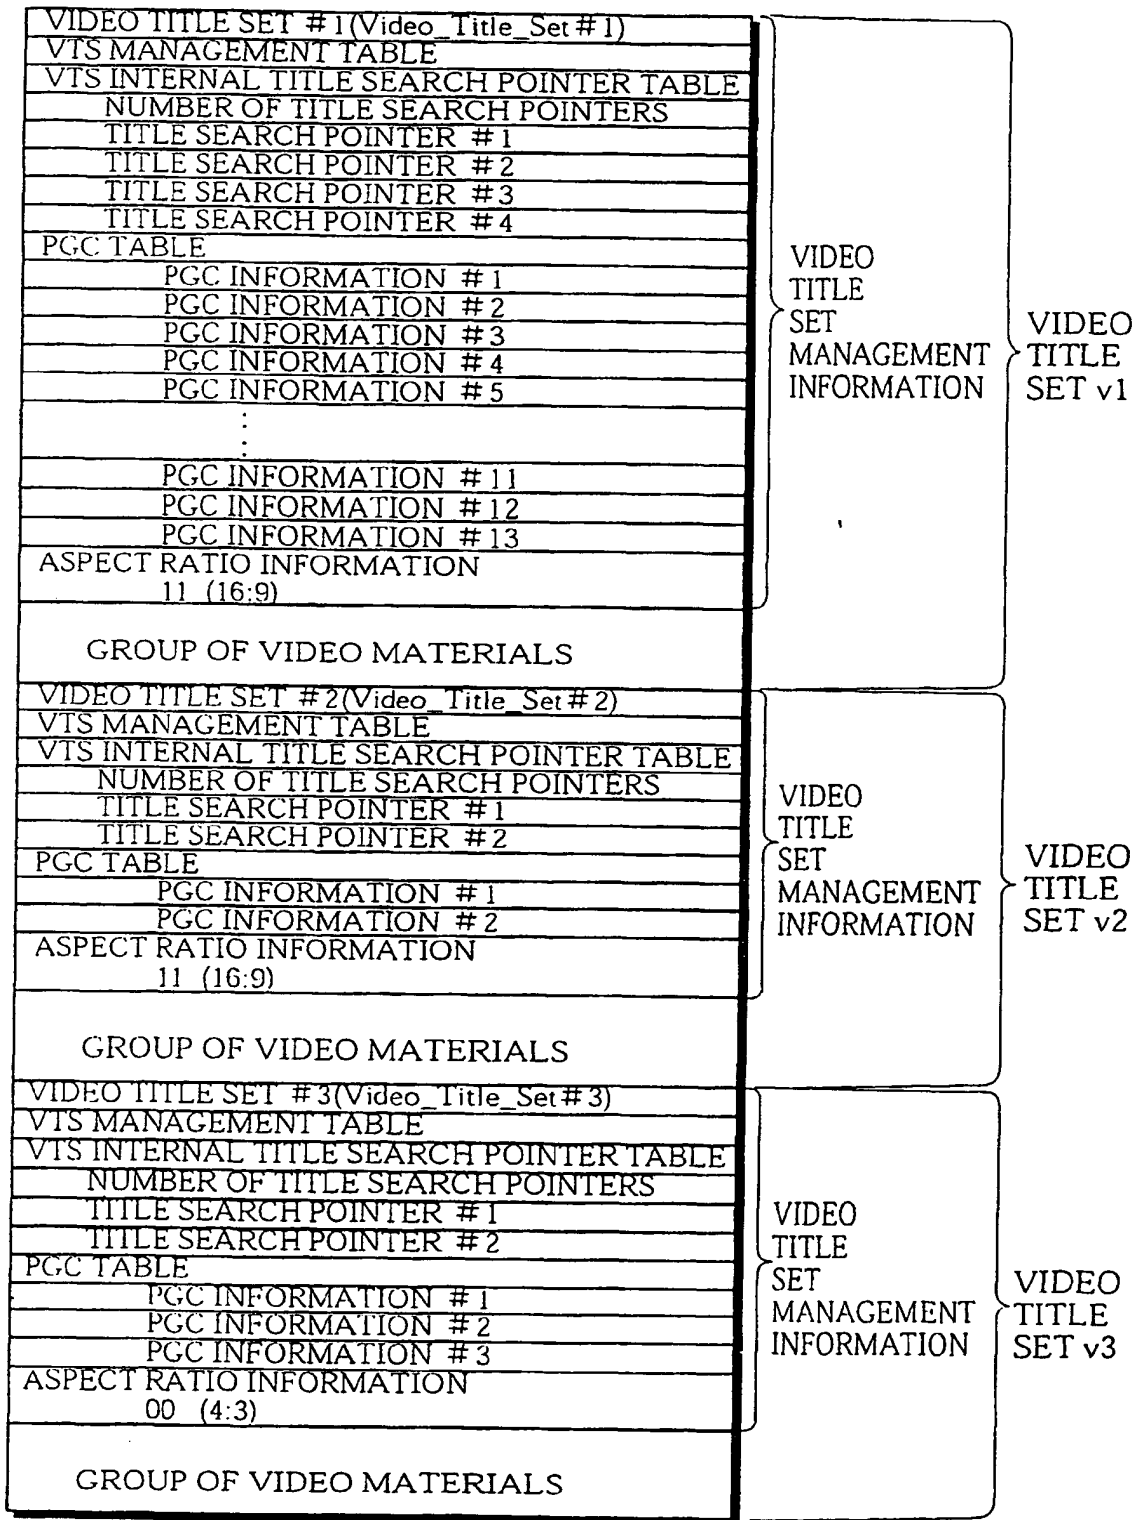 VIDEO TITLE SET #1(Video_Title_Set#1)
VTS MANAGEMENT TABLE
VTS INTERNAL TITLE SEARCH POINTER TABLE
NUMBER OF TITLE SEARCH POINTERS
TITLE SEARCH POINTER #1
TITLE SEARCH POINTER #2
TITLE SEARCH POINTER #3
TITLE SEARCH POINTER #4
PGC TABLE
PGC INFORMATION #1
PGC INFORMATION #2
PGC INFORMATION #3
PGC INFORMATION #4
PGC INFORMATION #5
⋮
PGC INFORMATION #11
PGC INFORMATION #12
PGC INFORMATION #13
ASPECT RATIO INFORMATION
11 (16:9)
GROUP OF VIDEO MATERIALS
VIDEO
TITLE
SET
MANAGEMENT
INFORMATION
VIDEO
TITLE
SET v1
VIDEO TITLE SET #2(Video_Title_Set#2)
VTS MANAGEMENT TABLE
VTS INTERNAL TITLE SEARCH POINTER TABLE
NUMBER OF TITLE SEARCH POINTERS
TITLE SEARCH POINTER #1
TITLE SEARCH POINTER #2
PGC TABLE
PGC INFORMATION #1
PGC INFORMATION #2
ASPECT RATIO INFORMATION
11 (16:9)
GROUP OF VIDEO MATERIALS
VIDEO
TITLE
SET
MANAGEMENT
INFORMATION
VIDEO
TITLE
SET v2
VIDEO TITLE SET #3(Video_Title_Set#3)
VTS MANAGEMENT TABLE
VTS INTERNAL TITLE SEARCH POINTER TABLE
NUMBER OF TITLE SEARCH POINTERS
TITLE SEARCH POINTER #1
TITLE SEARCH POINTER #2
PGC TABLE
PGC INFORMATION #1
PGC INFORMATION #2
PGC INFORMATION #3
ASPECT RATIO INFORMATION
00 (4:3)
GROUP OF VIDEO MATERIALS
VIDEO
TITLE
SET
MANAGEMENT
INFORMATION
VIDEO
TITLE
SET v3